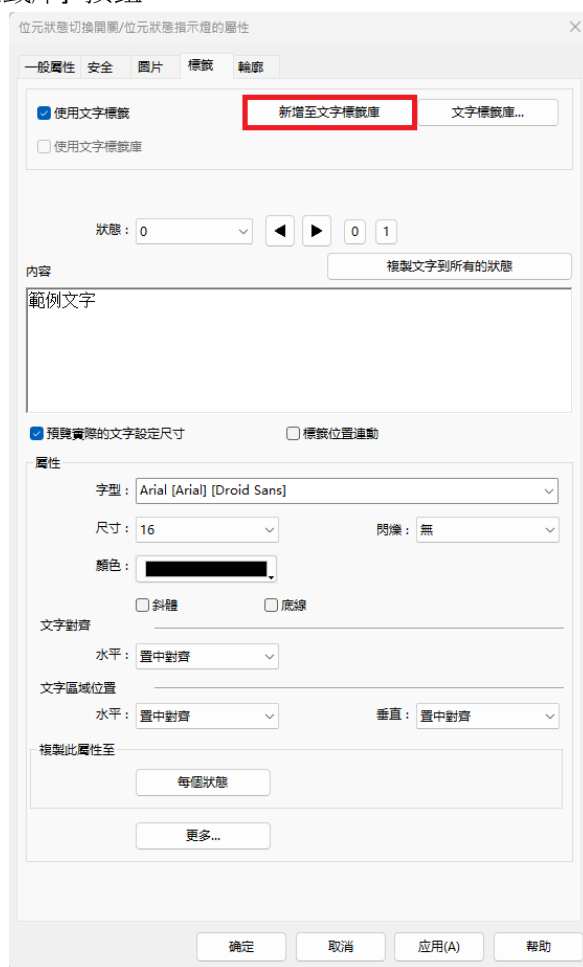 位元狀態切換開關/位元狀態指示燈的屬性
一般屬性 安全 圖片 標籤 輪廓
使用文字標籤 新增至文字標籤庫 文字標籤庫...
使用文字標籤庫
狀態: 0 0 1
內容 複製文字到所有的狀態
範例文字
預覽實際的文字設定尺寸 標籤位置連動
屬性
字型: Arial [Arial] [Droid Sans]
尺寸: 16 閃爍: 無
顏色:
斜體 底線
文字對齊
水平: 置中對齊
文字區域位置
水平: 置中對齊 垂直: 置中對齊
複製此屬性至
每個狀態
更多...
确定 取消 应用(A) 帮助